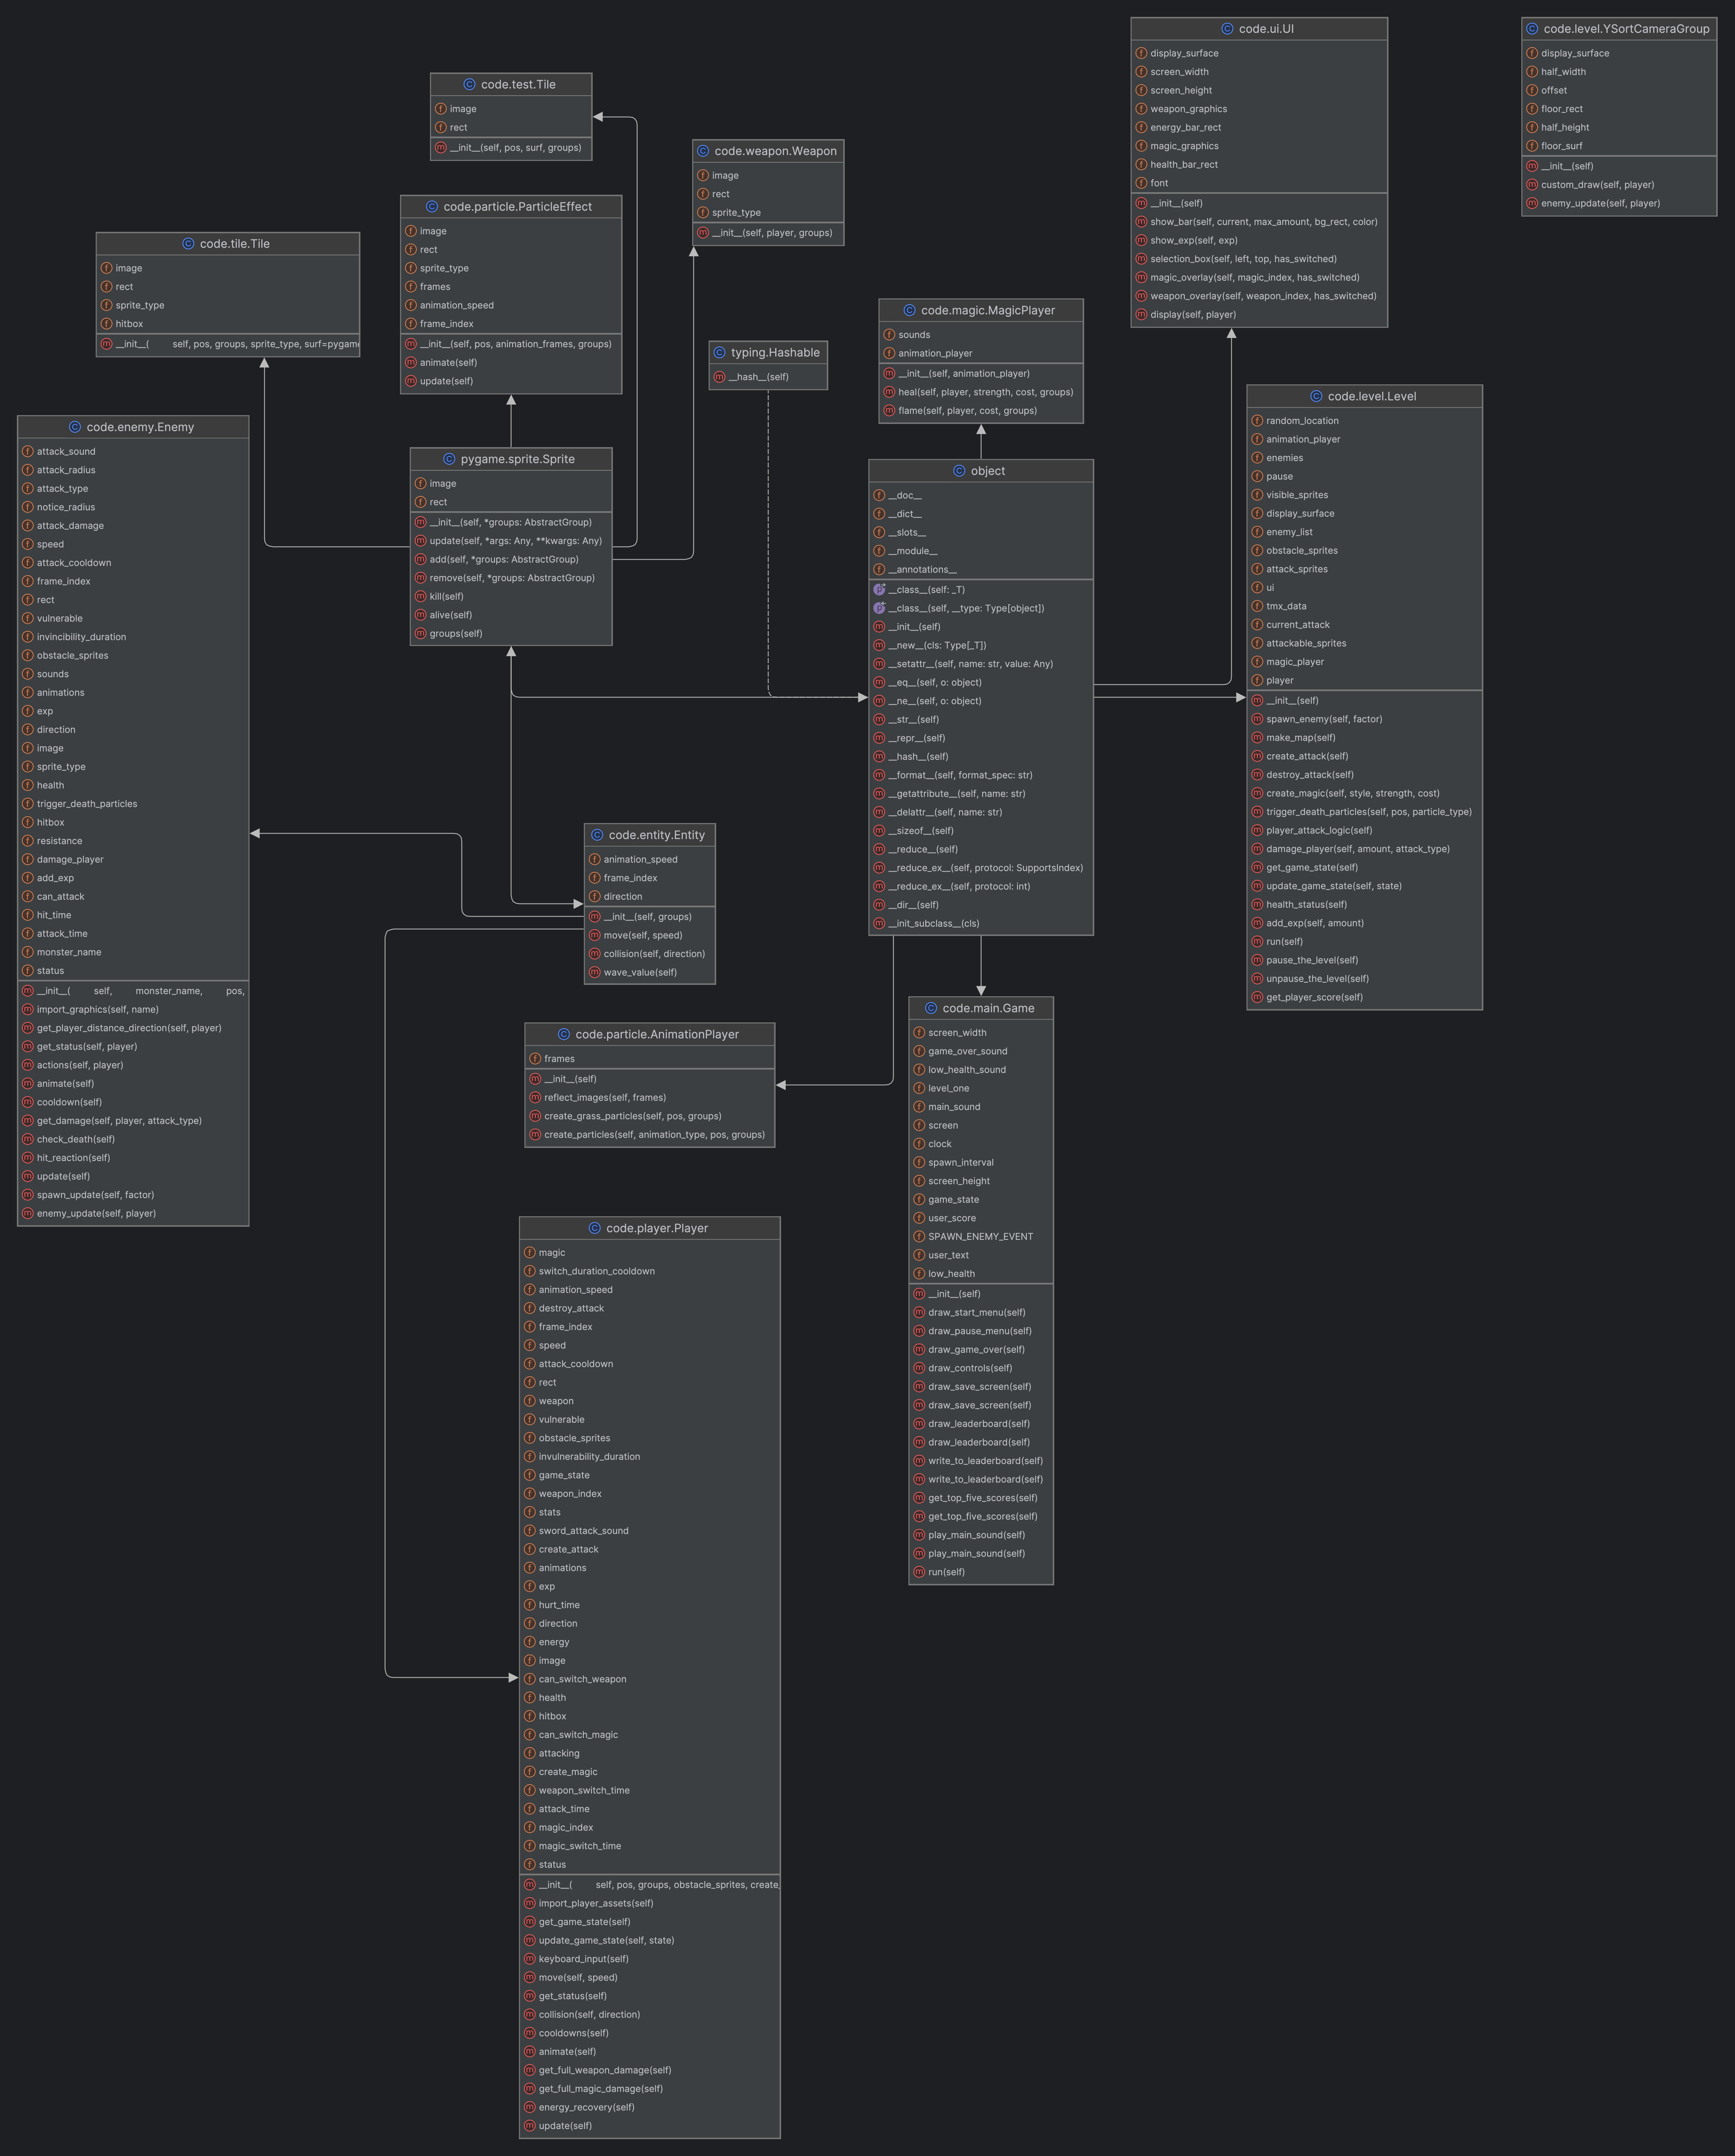 code.ui.UI
display_surface
screen_width
screen_height
weapon_graphics
energy_bar_rect
magic_graphics
health_bar_rect
font
__init__(self)
show_bar(self, current, max_amount, bg_rect, color)
show_exp(self, exp)
selection_box(self, left, top, has_switched)
magic_overlay(self, magic_index, has_switched)
weapon_overlay(self, weapon_index, has_switched)
display(self, player)
code.level.YSortCameraGroup
display_surface
half_width
offset
floor_rect
half_height
floor_surf
__init__(self)
custom_draw(self, player)
enemy_update(self, player)
code.test.Tile
image
rect
__init__(self, pos, surf, groups)
code.weapon.Weapon
image
rect
sprite_type
__init__(self, player, groups)
code.particle.ParticleEffect
image
rect
sprite_type
frames
animation_speed
frame_index
__init__(self, pos, animation_frames, groups)
animate(self)
update(self)
code.tile.Tile
image
rect
sprite_type
hitbox
__init__( self, pos, groups, sprite_type, surf=pygame
code.magic.MagicPlayer
sounds
animation_player
__init__(self, animation_player)
heal(self, player, strength, cost, groups)
flame(self, player, cost, groups)
typing.Hashable
__hash__(self)
code.level.Level
random_location
animation_player
enemies
pause
visible_sprites
display_surface
enemy_list
obstacle_sprites
attack_sprites
ui
tmx_data
current_attack
attackable_sprites
magic_player
player
__init__(self)
spawn_enemy(self, factor)
make_map(self)
create_attack(self)
destroy_attack(self)
create_magic(self, style, strength, cost)
trigger_death_particles(self, pos, particle_type)
player_attack_logic(self)
damage_player(self, amount, attack_type)
get_game_state(self)
update_game_state(self, state)
health_status(self)
add_exp(self, amount)
run(self)
pause_the_level(self)
unpause_the_level(self)
get_player_score(self)
code.enemy.Enemy
attack_sound
attack_radius
attack_type
notice_radius
attack_damage
speed
attack_cooldown
frame_index
rect
vulnerable
invincibility_duration
obstacle_sprites
sounds
animations
exp
direction
image
sprite_type
health
trigger_death_particles
hitbox
resistance
damage_player
add_exp
can_attack
hit_time
attack_time
monster_name
status
__init__( self, monster_name, pos,
import_graphics(self, name)
get_player_distance_direction(self, player)
get_status(self, player)
actions(self, player)
animate(self)
cooldown(self)
get_damage(self, player, attack_type)
check_death(self)
hit_reaction(self)
update(self)
spawn_update(self, factor)
enemy_update(self, player)
pygame.sprite.Sprite
image
rect
__init__(self, *groups: AbstractGroup)
update(self, *args: Any, **kwargs: Any)
add(self, *groups: AbstractGroup)
remove(self, *groups: AbstractGroup)
kill(self)
alive(self)
groups(self)
object
__doc__
__dict__
__slots__
__module__
__annotations__
__class__(self: _T)
__class__(self, __type: Type[object])
__init__(self)
__new__(cls: Type[_T])
__setattr__(self, name: str, value: Any)
__eq__(self, o: object)
__ne__(self, o: object)
__str__(self)
__repr__(self)
__hash__(self)
__format__(self, format_spec: str)
__getattribute__(self, name: str)
__delattr__(self, name: str)
__sizeof__(self)
__reduce__(self)
__reduce_ex__(self, protocol: SupportsIndex)
__reduce_ex__(self, protocol: int)
__dir__(self)
__init_subclass__(cls)
code.entity.Entity
animation_speed
frame_index
direction
__init__(self, groups)
move(self, speed)
collision(self, direction)
wave_value(self)
code.main.Game
screen_width
game_over_sound
low_health_sound
level_one
main_sound
screen
clock
spawn_interval
screen_height
game_state
user_score
SPAWN_ENEMY_EVENT
user_text
low_health
__init__(self)
draw_start_menu(self)
draw_pause_menu(self)
draw_game_over(self)
draw_controls(self)
draw_save_screen(self)
draw_save_screen(self)
draw_leaderboard(self)
draw_leaderboard(self)
write_to_leaderboard(self)
write_to_leaderboard(self)
get_top_five_scores(self)
get_top_five_scores(self)
play_main_sound(self)
play_main_sound(self)
run(self)
code.particle.AnimationPlayer
frames
__init__(self)
reflect_images(self, frames)
create_grass_particles(self, pos, groups)
create_particles(self, animation_type, pos, groups)
code.player.Player
magic
switch_duration_cooldown
animation_speed
destroy_attack
frame_index
speed
attack_cooldown
rect
weapon
vulnerable
obstacle_sprites
invulnerability_duration
game_state
weapon_index
stats
sword_attack_sound
create_attack
animations
exp
hurt_time
direction
energy
image
can_switch_weapon
health
hitbox
can_switch_magic
attacking
create_magic
weapon_switch_time
attack_time
magic_index
magic_switch_time
status
__init__( self, pos, groups, obstacle_sprites, create_
import_player_assets(self)
get_game_state(self)
update_game_state(self, state)
keyboard_input(self)
move(self, speed)
get_status(self)
collision(self, direction)
cooldowns(self)
animate(self)
get_full_weapon_damage(self)
get_full_magic_damage(self)
energy_recovery(self)
update(self)